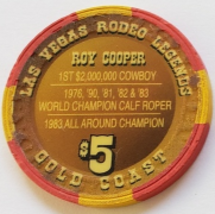 LAS VEGAS RODEO LEGENDS
ROY COOPER
1ST $2,000,000 COWBOY
1976, '90, '81, '82 & '83
WORLD CHAMPION CALF ROPER
1983 ALL AROUND CHAMPION
$5
GOLD COAST